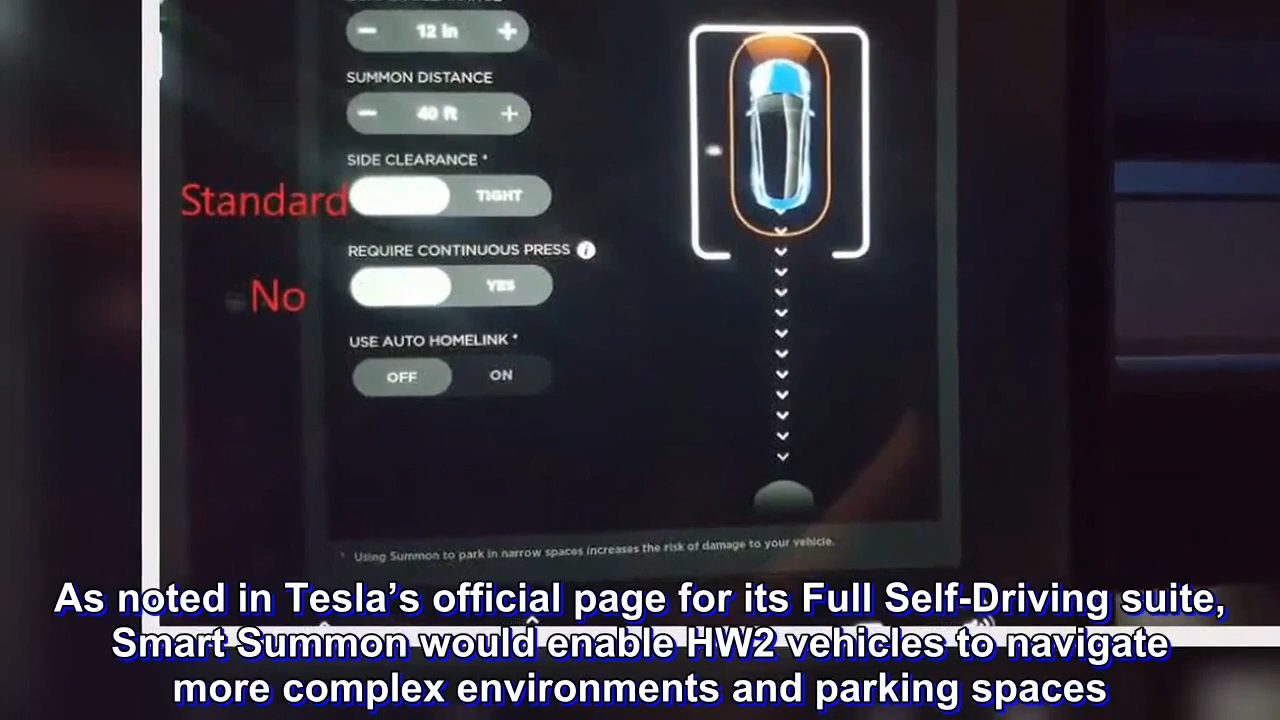 12 in
SUMMON DISTANCE
40 ft
SIDE CLEARANCE *
Standard
TIGHT
REQUIRE CONTINUOUS PRESS i
No
YES
USE AUTO HOMELINK *
OFF ON
* Using Summon to park in narrow spaces increases the risk of damage to your vehicle.
As noted in Tesla’s official page for its Full Self-Driving suite,
Smart Summon would enable HW2 vehicles to navigate
more complex environments and parking spaces